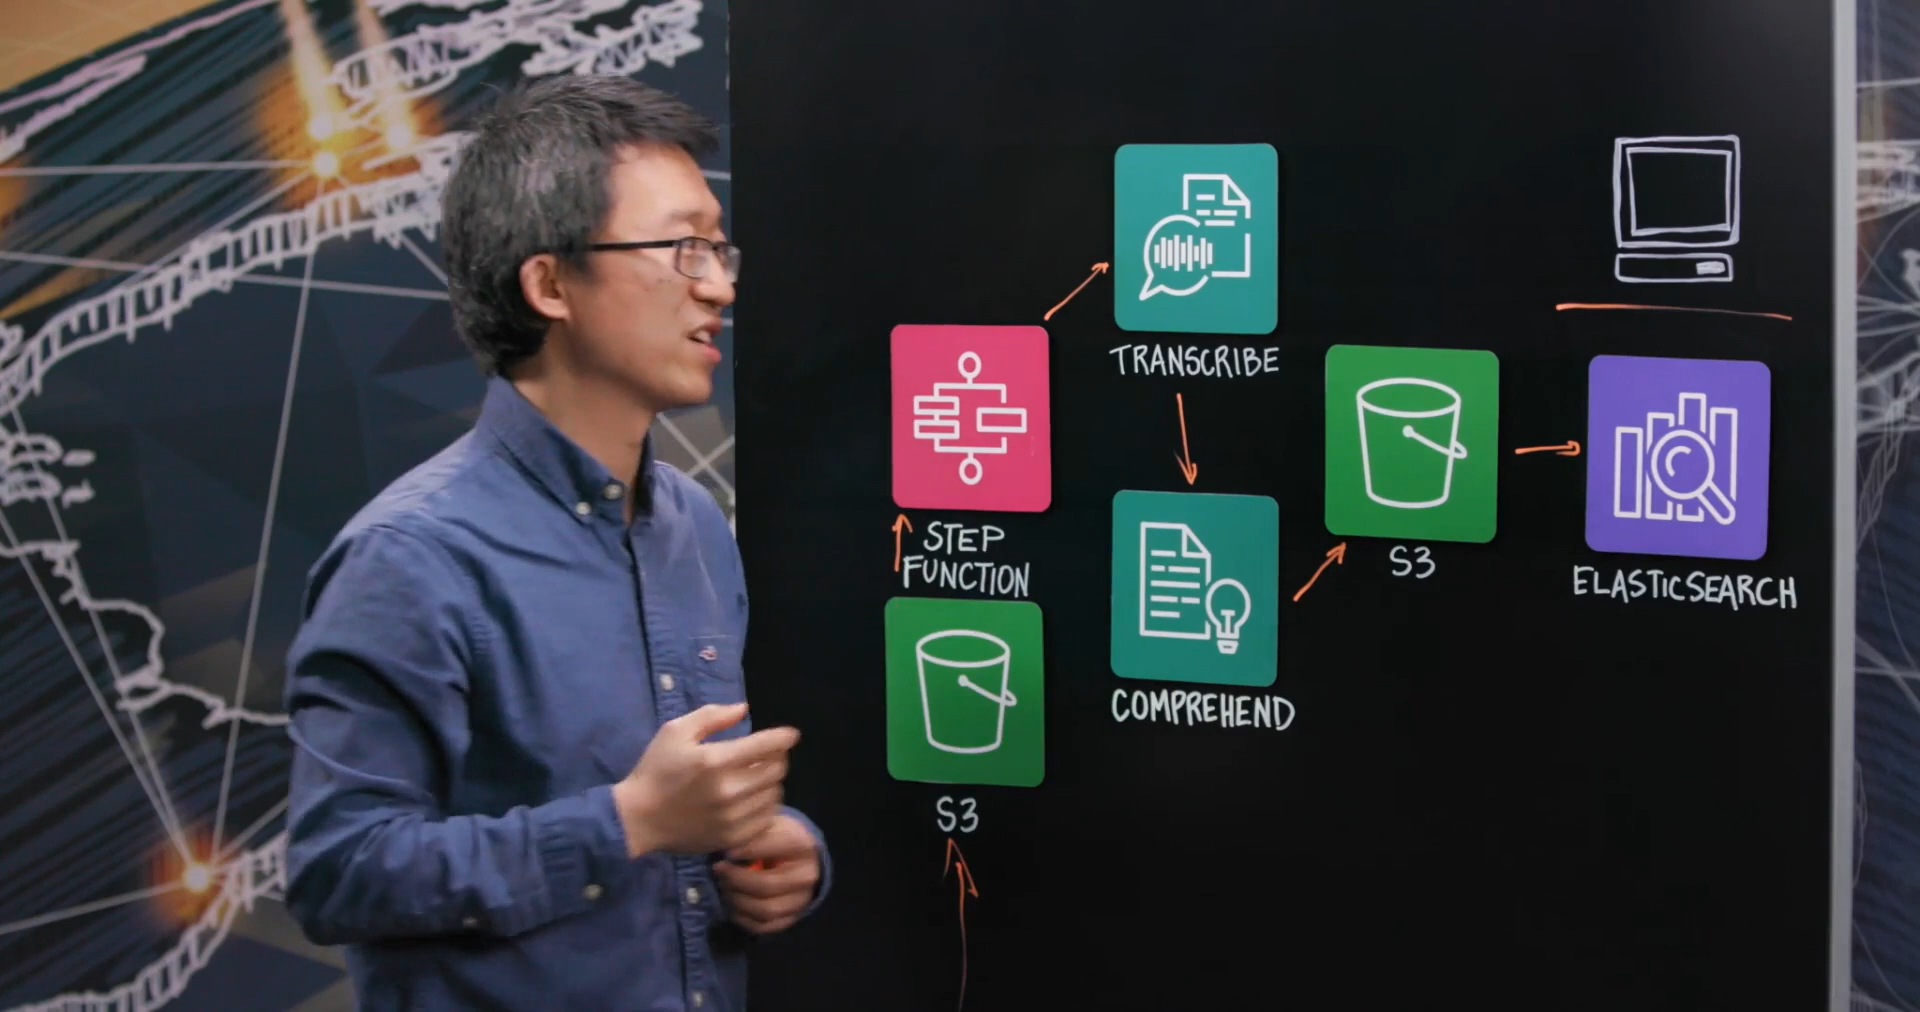 TRANSCRIBE
STEP
FUNCTION
S3
ELASTICSEARCH
COMPREHEND
S3